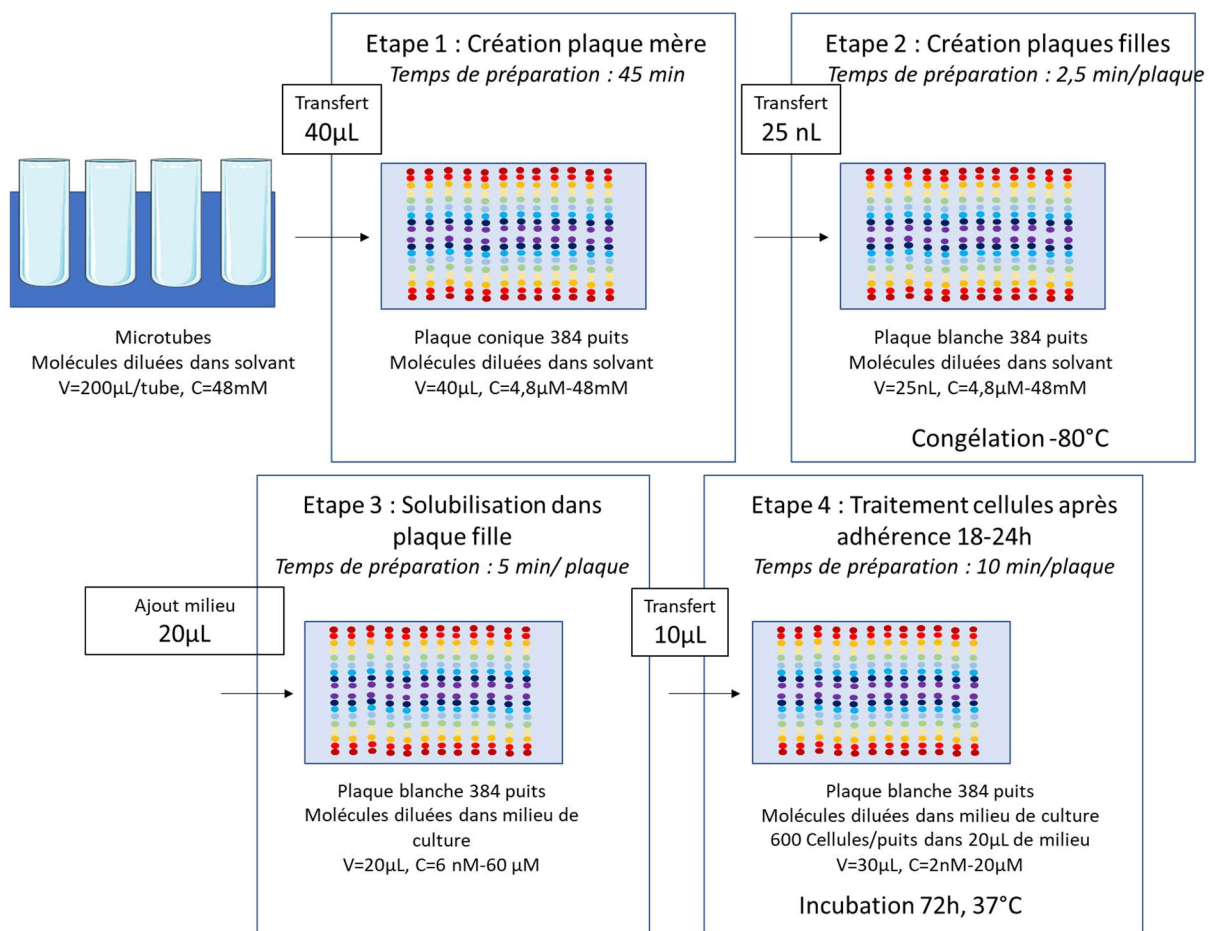 Etape 1 : Création plaque mère
Temps de préparation : 45 min
Transfert
40µL
Microtubes
Molécules diluées dans solvant
V=200µL/tube, C=48mM
Plaque conique 384 puits
Molécules diluées dans solvant
V=40µL, C=4,8µM-48mM
Etape 2 : Création plaques filles
Temps de préparation : 2,5 min/plaque
Transfert
25 nL
Plaque blanche 384 puits
Molécules diluées dans solvant
V=25nL, C=4,8µM-48mM
Congélation -80°C
Etape 3 : Solubilisation dans
plaque fille
Temps de préparation : 5 min/ plaque
Ajout milieu
20µL
Plaque blanche 384 puits
Molécules diluées dans milieu de
culture
V=20µL, C=6 nM-60 µM
Etape 4 : Traitement cellules après
adhérence 18-24h
Temps de préparation : 10 min/plaque
Transfert
10µL
Plaque blanche 384 puits
Molécules diluées dans milieu de culture
600 Cellules/puits dans 20µL de milieu
V=30µL, C=2nM-20µM
Incubation 72h, 37°C